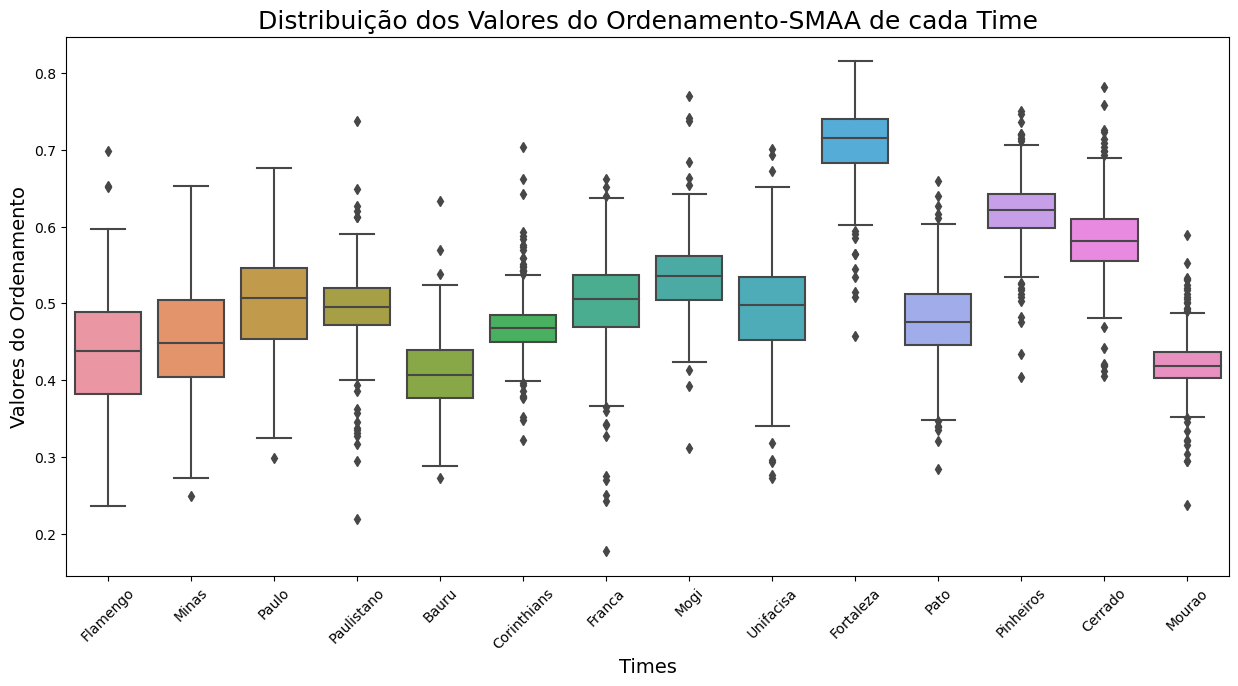 Distribuição dos Valores do Ordenamento-SMAA de cada Time
Valores do Ordenamento
0.8
0.7
0.6
0.5
0.4
0.3
0.2
Flamengo
Minas
Paulo
Paulistano
Bauru
Corinthians
Franca
Mogi
Unifacisa
Fortaleza
Pato
Pinheiros
Cerrado
Mourao
Times